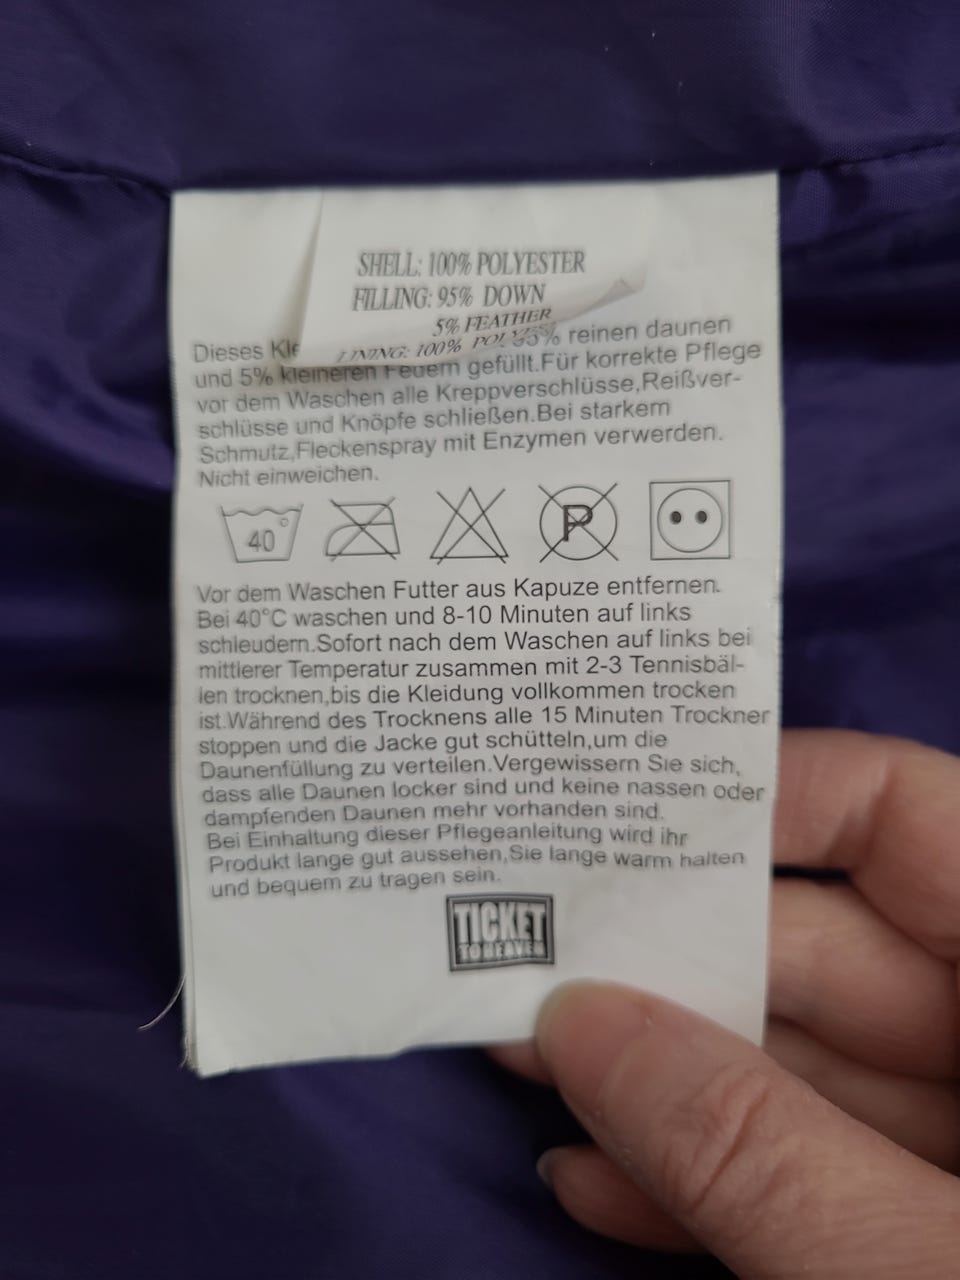 SHELL: 100% POLYESTER
FILLING: 95% DOWN
5% FEATHER
LINING: 100%
Dieses 95% reinen daunen
und 5% kleineren Federn gefüllt.Für korrekte Pflege
vor dem Waschen alle Kreppverschlüsse,Reißver-
schlüsse und Knöpfe schließen.Bei starkem
Schmutz,Fleckenspray mit Enzymen verwerden.
Nicht einweichen.
40°
P
Vor dem Waschen Futter aus Kapuze entfernen.
Bei 40°C waschen und 8-10 Minuten auf links
schleudern.Sofort nach dem Waschen auf links bei
mittlerer Temperatur zusammen mit 2-3 Tennisbäl-
len trocknen,bis die Kleidung vollkommen trocken
ist.Während des Trocknens alle 15 Minuten Trockner
stoppen und die Jacke gut schütteln,um die
Daunenfüllung zu verteilen.Vergewissern Sie sich,
dass alle Daunen locker sind und keine nassen oder
dampfenden Daunen mehr vorhanden sind.
Bei Einhaltung dieser Pflegeanleitung wird ihr
Produkt lange gut aussehen,Sie lange warm halten
und bequem zu tragen sein.
TICKET
TO HEAVEN